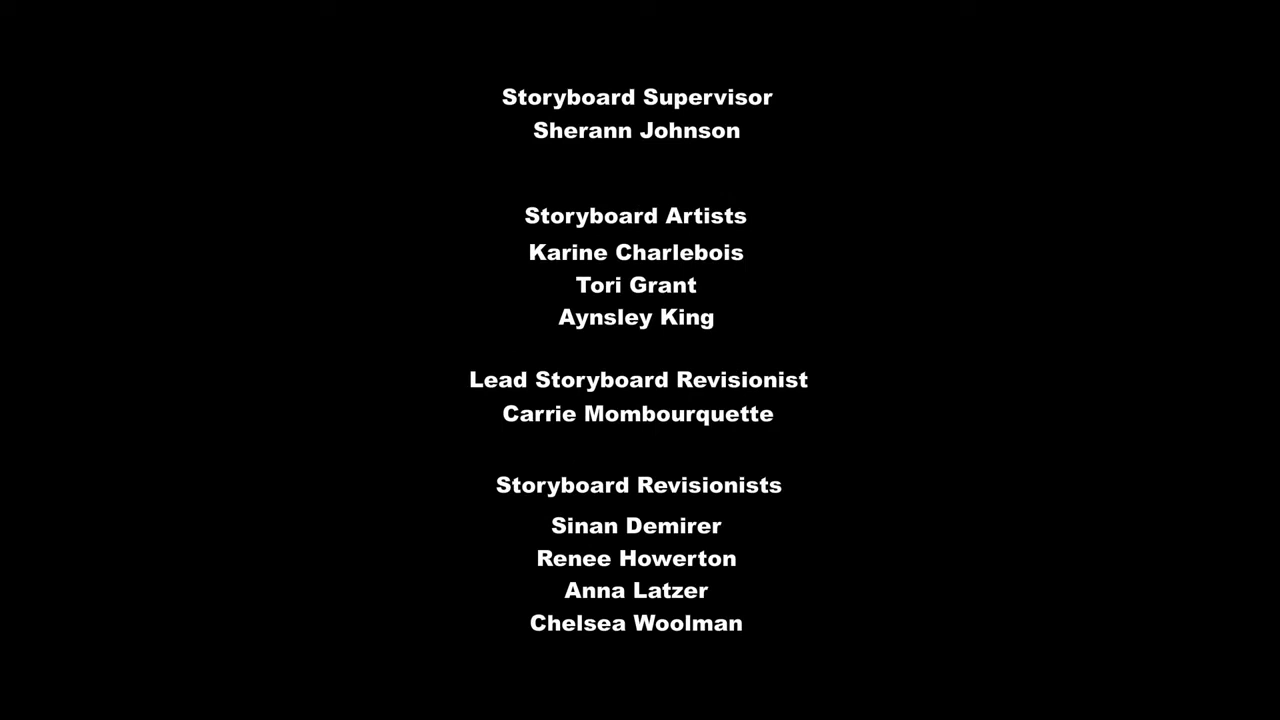 Storyboard Supervisor
Sherann Johnson
Storyboard Artists
Karine Charlebois
Tori Grant
Aynsley King
Lead Storyboard Revisionist
Carrie Mombourquette
Storyboard Revisionists
Sinan Demirer
Renee Howerton
Anna Latzer
Chelsea Woolman